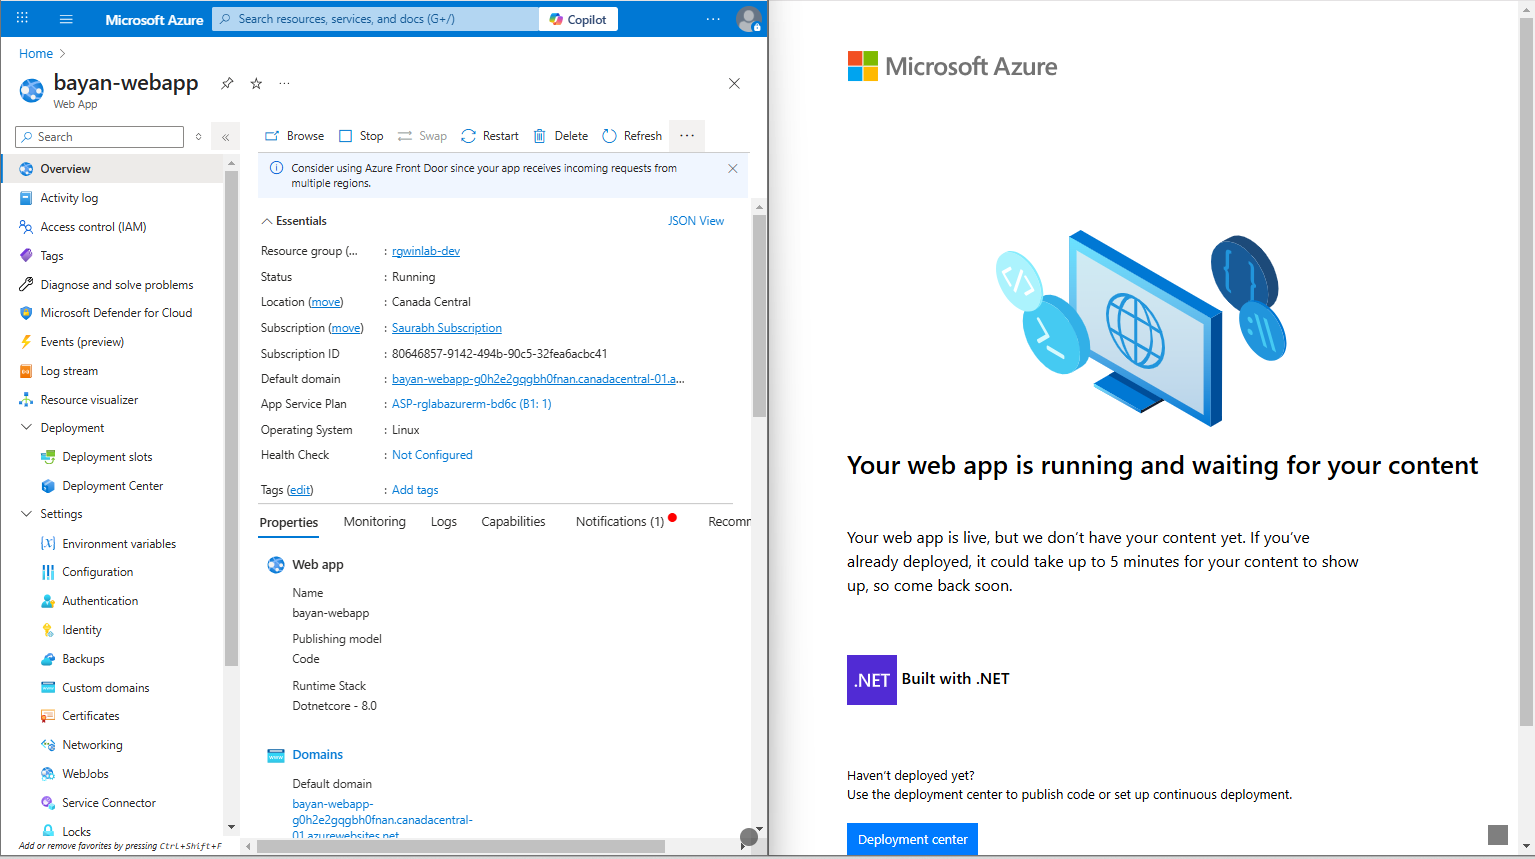 Microsoft Azure
Search resources, services, and docs (G+/)
Copilot
Home
bayan-webapp
Web App
Search
Overview
Activity log
Access control (IAM)
Tags
Diagnose and solve problems
Microsoft Defender for Cloud
Events (preview)
Log stream
Resource visualizer
Deployment
Deployment slots
Deployment Center
Settings
Environment variables
Configuration
Authentication
Identity
Backups
Custom domains
Certificates
Networking
WebJobs
Service Connector
Locks
Add or remove favorites by pressing Ctrl+Shift+F
Browse Stop Swap Restart Delete Refresh
Consider using Azure Front Door since your app receives incoming requests from
multiple regions.
Essentials JSON View
Resource group (... : rgwinlab-dev
Status : Running
Location (move) : Canada Central
Subscription (move) : Saurabh Subscription
Subscription ID : 80646857-9142-494b-90c5-32fea6acbc41
Default domain : bayan-webapp-g0h2e2gqgbh0fnan.canadacentral-01.a...
App Service Plan : ASP-rglabazurerm-bd6c (B1: 1)
Operating System : Linux
Health Check : Not Configured
Tags (edit) : Add tags
Properties Monitoring Logs Capabilities Notifications (1) Recomm
Web app
Name
bayan-webapp
Publishing model
Code
Runtime Stack
Dotnetcore - 8.0
Domains
Default domain
bayan-webapp-
g0h2e2gqgbh0fnan.canadacentral-
01.azurewebsites.net
Microsoft Azure
Your web app is running and waiting for your content
Your web app is live, but we don’t have your content yet. If you’ve
already deployed, it could take up to 5 minutes for your content to show
up, so come back soon.
.NET Built with .NET
Haven’t deployed yet?
Use the deployment center to publish code or set up continuous deployment.
Deployment center